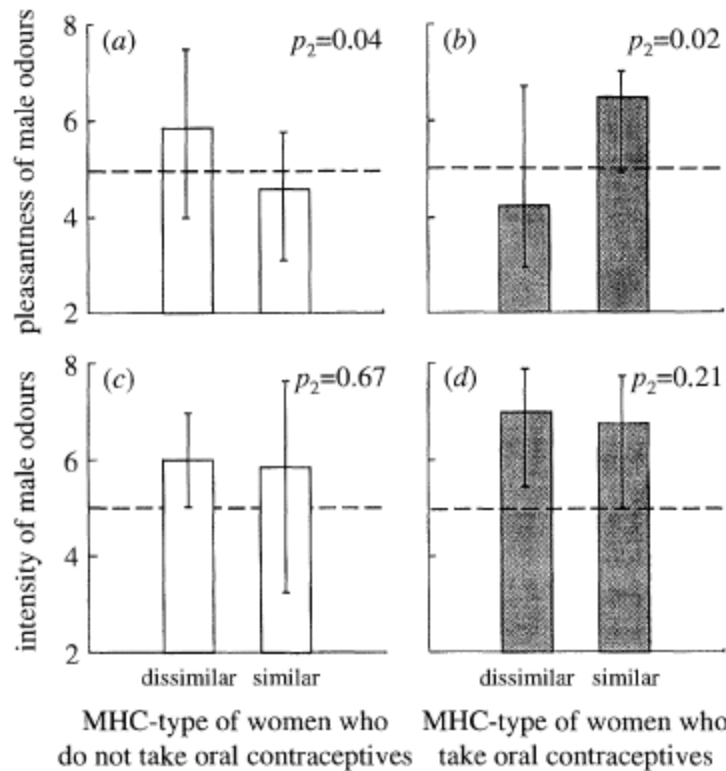 8
(a)
p₂=0.04
(b)
p₂=0.02
pleasantness of male odours
6
4
2
8
(c)
p₂=0.67
(d)
p₂=0.21
intensity of male odours
6
4
2
dissimilar similar
dissimilar similar
MHC-type of women who
do not take oral contraceptives
MHC-type of women who
take oral contraceptives